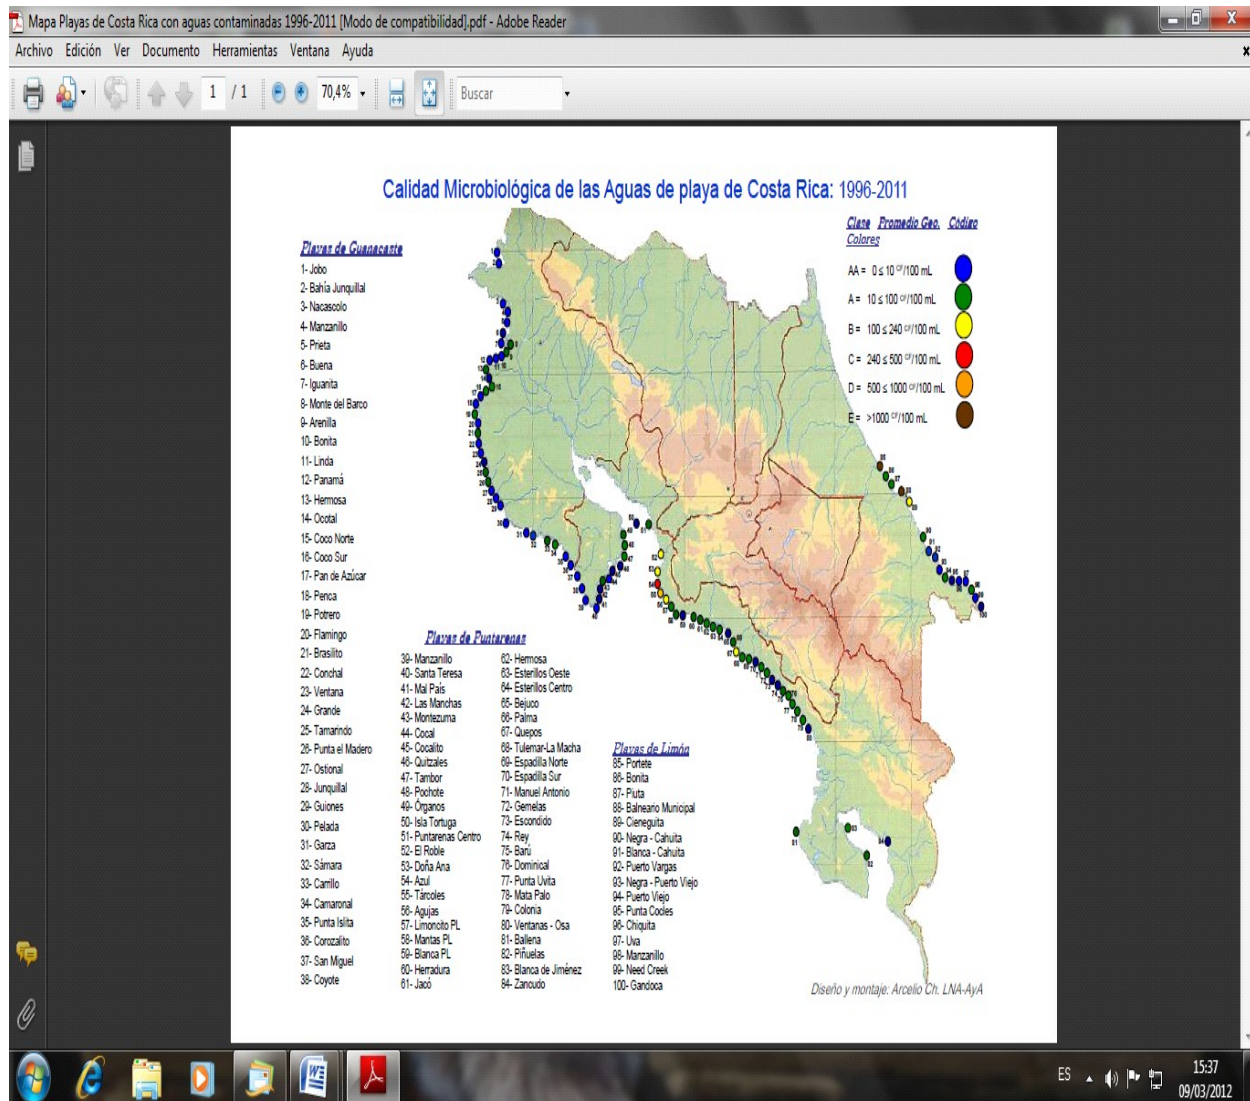 Mapa Playas de Costa Rica con aguas contaminadas 1996-2011 [Modo de compatibilidad].pdf - Adobe Reader
Archivo Edición Ver Documento Herramientas Ventana Ayuda
1 / 1 70,4% Buscar
Calidad Microbiológica de las Aguas de playa de Costa Rica: 1996-2011
Clase Promedio Geo. Código
Colores
AA = 0 ≤ 10 CF/100 mL
A = 10 ≤ 100 CF/100 mL
B = 100 ≤ 240 CF/100 mL
C = 240 ≤ 500 CF/100 mL
D = 500 ≤ 1000 CF/100 mL
E = >1000 CF/100 mL
Playas de Guanacaste
1- Jobo
2- Bahía Junquillal
3- Nacascolo
4- Manzanillo
5- Prieta
6- Buena
7- Iguanita
8- Monte del Barco
9- Arenilla
10- Bonita
11- Linda
12- Panamá
13- Hermosa
14- Ocotal
15- Coco Norte
16- Coco Sur
17- Pan de Azúcar
18- Penca
19- Potrero
20- Flamingo
21- Brasilito
22- Conchal
23- Ventana
24- Grande
25- Tamarindo
26- Punta el Madero
27- Ostional
28- Junquillal
29- Guiones
30- Pelada
31- Garza
32- Sámara
33- Carrillo
34- Camaronal
35- Punta Islita
36- Corozalito
37- San Miguel
38- Coyote
Playas de Puntarenas
39- Manzanillo
40- Santa Teresa
41- Mal País
42- Las Manchas
43- Montezuma
44- Cocal
45- Cocalito
46- Quitzales
47- Tambor
48- Pochote
49- Órganos
50- Isla Tortuga
51- Puntarenas Centro
52- El Roble
53- Doña Ana
54- Azul
55- Tárcoles
56- Agujas
57- Limoncito PL
58- Mantas PL
59- Blanca PL
60- Herradura
61- Jacó
62- Hermosa
63- Esterillos Oeste
64- Esterillos Centro
65- Bejuco
66- Palma
67- Quepos
68- Tulemar-La Macha
69- Espadilla Norte
70- Espadilla Sur
71- Manuel Antonio
72- Gemelas
73- Escondido
74- Rey
75- Barú
76- Dominical
77- Punta Uvita
78- Mata Palo
79- Colonia
80- Ventanas - Osa
81- Ballena
82- Piñuelas
83- Blanca de Jiménez
84- Zancudo
Playas de Limón
85- Portete
86- Bonita
87- Piuta
88- Balneario Municipal
89- Cieneguita
90- Negra - Cahuita
91- Blanca - Cahuita
92- Puerto Vargas
93- Negra - Puerto Viejo
94- Puerto Viejo
95- Punta Cocles
96- Chiquita
97- Uva
98- Manzanillo
99- Need Creek
100- Gandoca
Diseño y montaje: Arcelio Ch. LNA-AyA
ES 15:37
09/03/2012